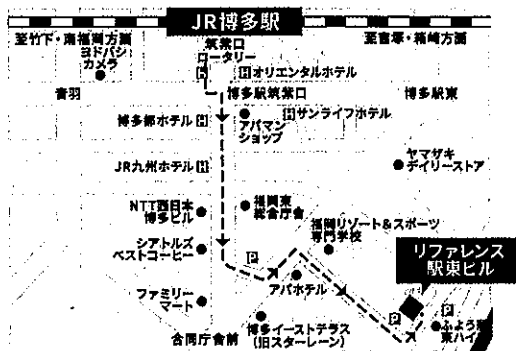 JR博多駅
至竹下・南福岡方面
至吉塚・箱崎方面
ヨドバシ
カメラ
筑紫口
ロータリー
H オリエンタルホテル
音羽
博多駅筑紫口
博多駅東
博多都ホテル H
アパマン
ショップ
H サンライフホテル
JR九州ホテル H
ヤマザキ
デイリーストア
NTT西日本
博多ビル
福岡東
総合庁舎
福岡リゾート&スポーツ
専門学校
シアトルズ
ベストコーヒー
P
リファレンス
駅東ビル
アパホテル
ファミリー
マート
P
P
合同庁舎前
博多イーストテラス
(旧スターレーン)
ふよう
東ハイ